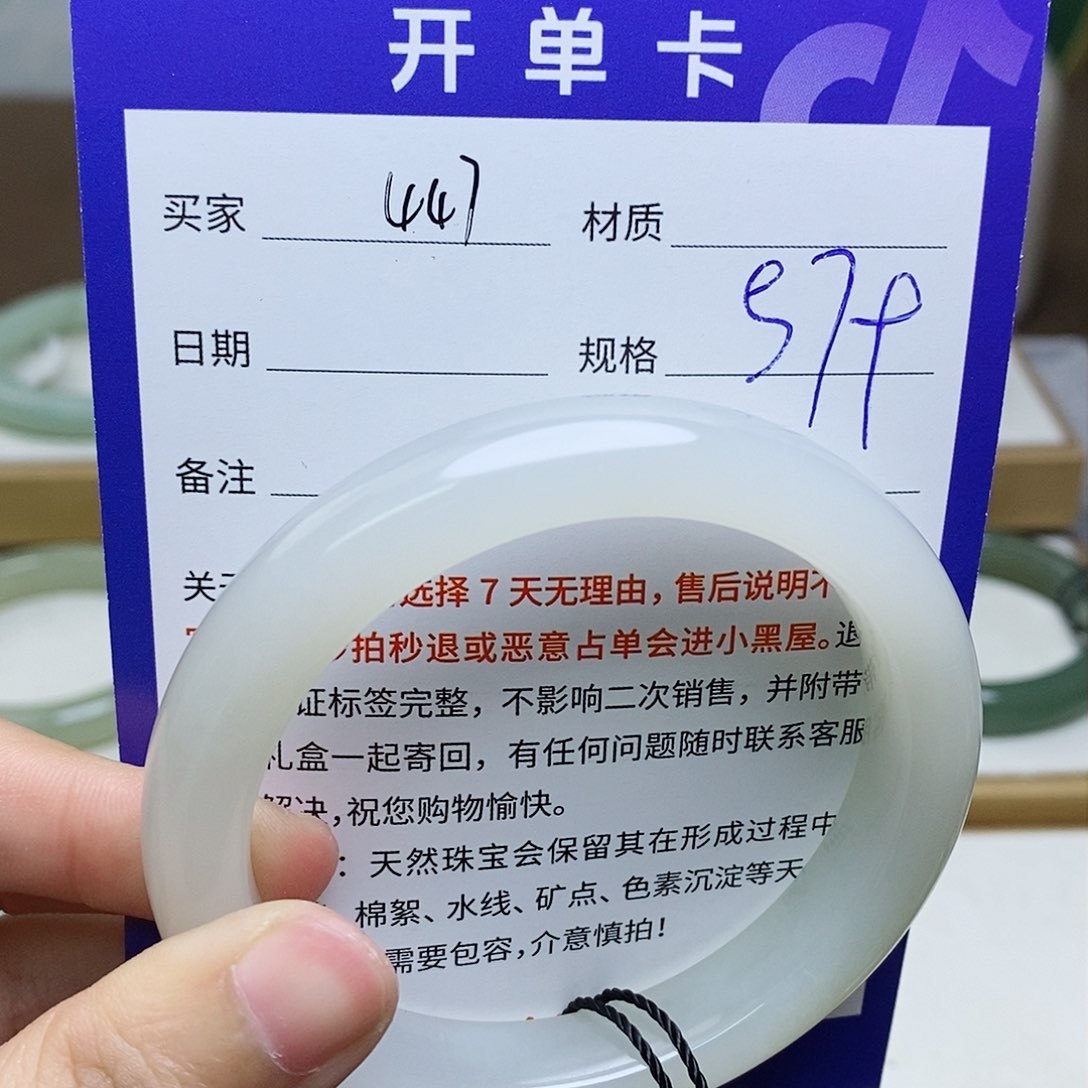 开单卡
买家 447 材质
日期 规格 57
备注
选择7天无理由，售后说明不
拍秒退或恶意占单会进小黑屋。退
证标签完整，不影响二次销售，并附带
礼盒一起寄回，有任何问题随时联系客服
解决，祝您购物愉快。
：天然珠宝会保留其在形成过程中
棉絮、水线、矿点、色素沉淀等天
需要包容，介意慎拍！